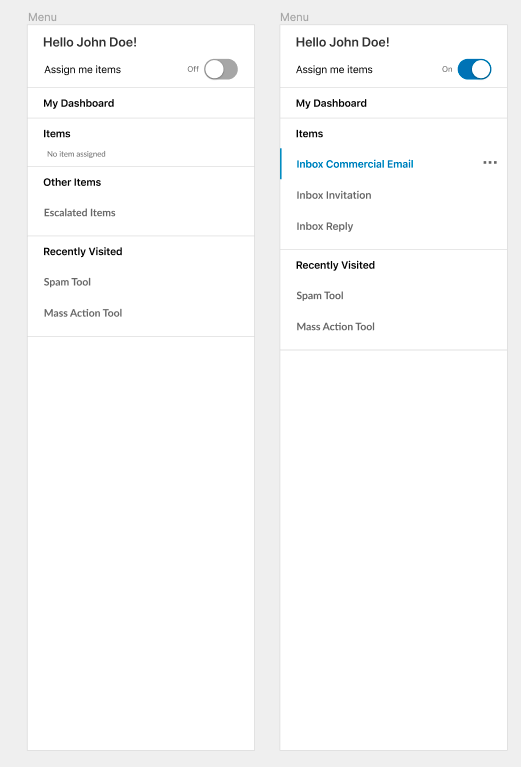 Menu
Hello John Doe!
Assign me items
Off
My Dashboard
Items
No item assigned
Other Items
Escalated Items
Recently Visited
Spam Tool
Mass Action Tool
Menu
Hello John Doe!
Assign me items
On
My Dashboard
Items
Inbox Commercial Email
Inbox Invitation
Inbox Reply
Recently Visited
Spam Tool
Mass Action Tool